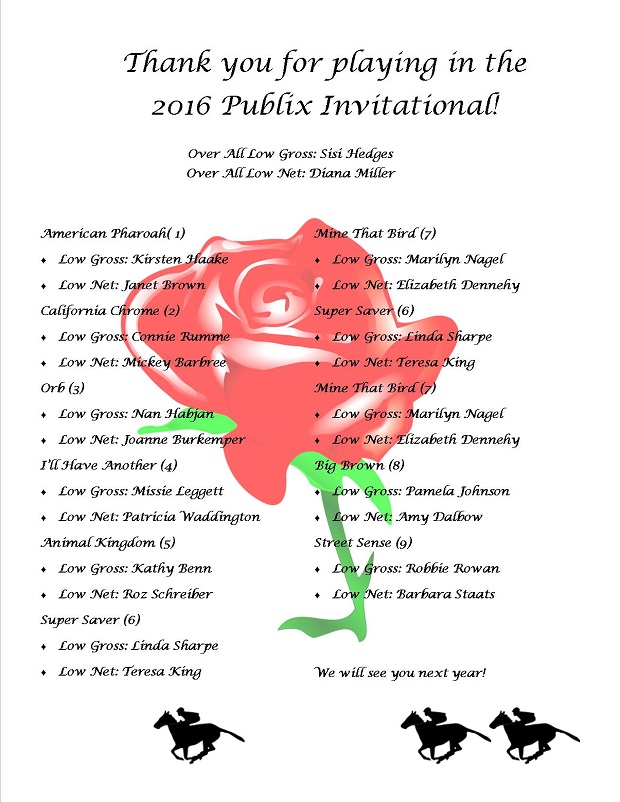 Thank you for playing in the
2016 Publix Invitational!
Over All Low Gross: Sisi Hedges
Over All Low Net: Diana Miller
American Pharoah( 1)
♦ Low Gross: Kirsten Haake
♦ Low Net: Janet Brown
California Chrome (2)
♦ Low Gross: Connie Rumme
♦ Low Net: Mickey Barbree
Orb (3)
♦ Low Gross: Nan Habjan
♦ Low Net: Joanne Burkemper
I'll Have Another (4)
♦ Low Gross: Missie Leggett
♦ Low Net: Patricia Waddington
Animal Kingdom (5)
♦ Low Gross: Kathy Benn
♦ Low Net: Roz Schreiber
Super Saver (6)
♦ Low Gross: Linda Sharpe
♦ Low Net: Teresa King
Mine That Bird (7)
♦ Low Gross: Marilyn Nagel
♦ Low Net: Elizabeth Dennehy
Super Saver (6)
♦ Low Gross: Linda Sharpe
♦ Low Net: Teresa King
Mine That Bird (7)
♦ Low Gross: Marilyn Nagel
♦ Low Net: Elizabeth Dennehy
Big Brown (8)
♦ Low Gross: Pamela Johnson
♦ Low Net: Amy Dalbow
Street Sense (9)
♦ Low Gross: Robbie Rowan
♦ Low Net: Barbara Staats
We will see you next year!